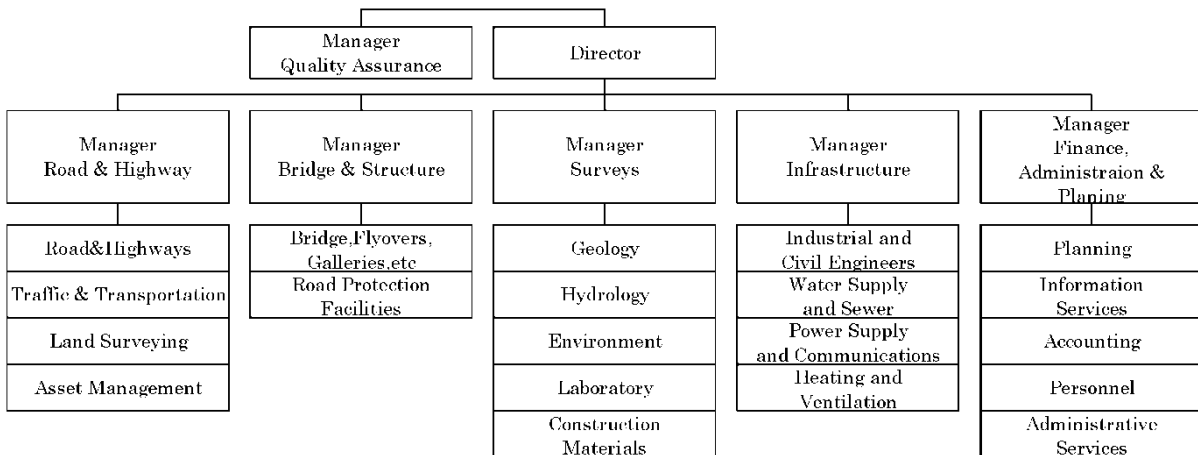 Manager
Quality Assurance
Director
Manager
Road & Highway
Manager
Bridge & Structure
Manager
Surveys
Manager
Infrastructure
Manager
Finance,
Administraion &
Planing
Road&Highways
Traffic & Transportation
Land Surveying
Asset Management
Bridge,Flyovers,
Galleries,etc
Road Protection
Facilities
Geology
Hydrology
Environment
Laboratory
Construction
Materials
Industrial and
Civil Engineers
Water Supply
and Sewer
Power Supply
and Communications
Heating and
Ventilation
Planning
Information
Services
Accounting
Personnel
Administrative
Services